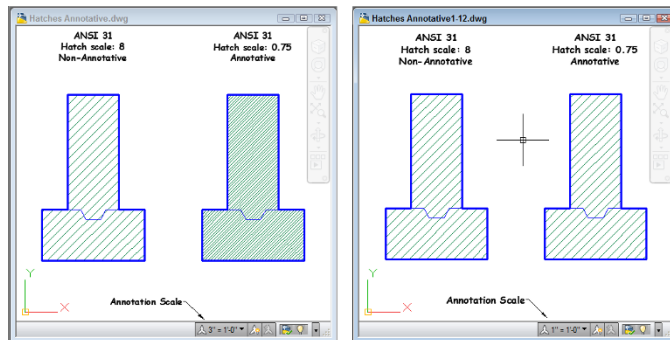 Hatches Annotative.dwg
ANSI 31
Hatch scale: 8
Non-Annotative
ANSI 31
Hatch scale: 0.75
Annotative
Y
X
Annotation Scale
3" = 1'-0"
Hatches Annotative1-12.dwg
ANSI 31
Hatch scale: 8
Non-Annotative
ANSI 31
Hatch scale: 0.75
Annotative
Y
X
Annotation Scale
1" = 1'-0"